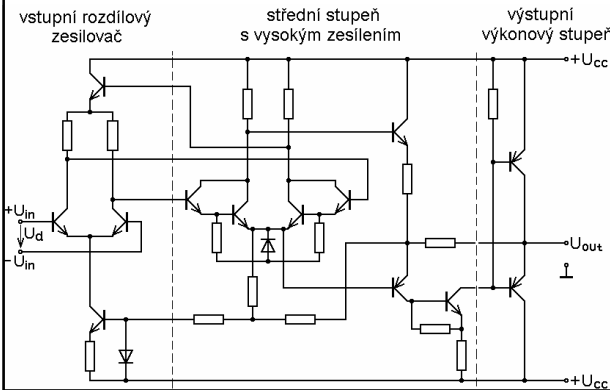 vstupní rozdílový
zesilovač
střední stupeň
s vysokým zesílením
výstupní
výkonový stupeň
+Ucc
+Uin
Ud
-Uin
Uout
+Ucc